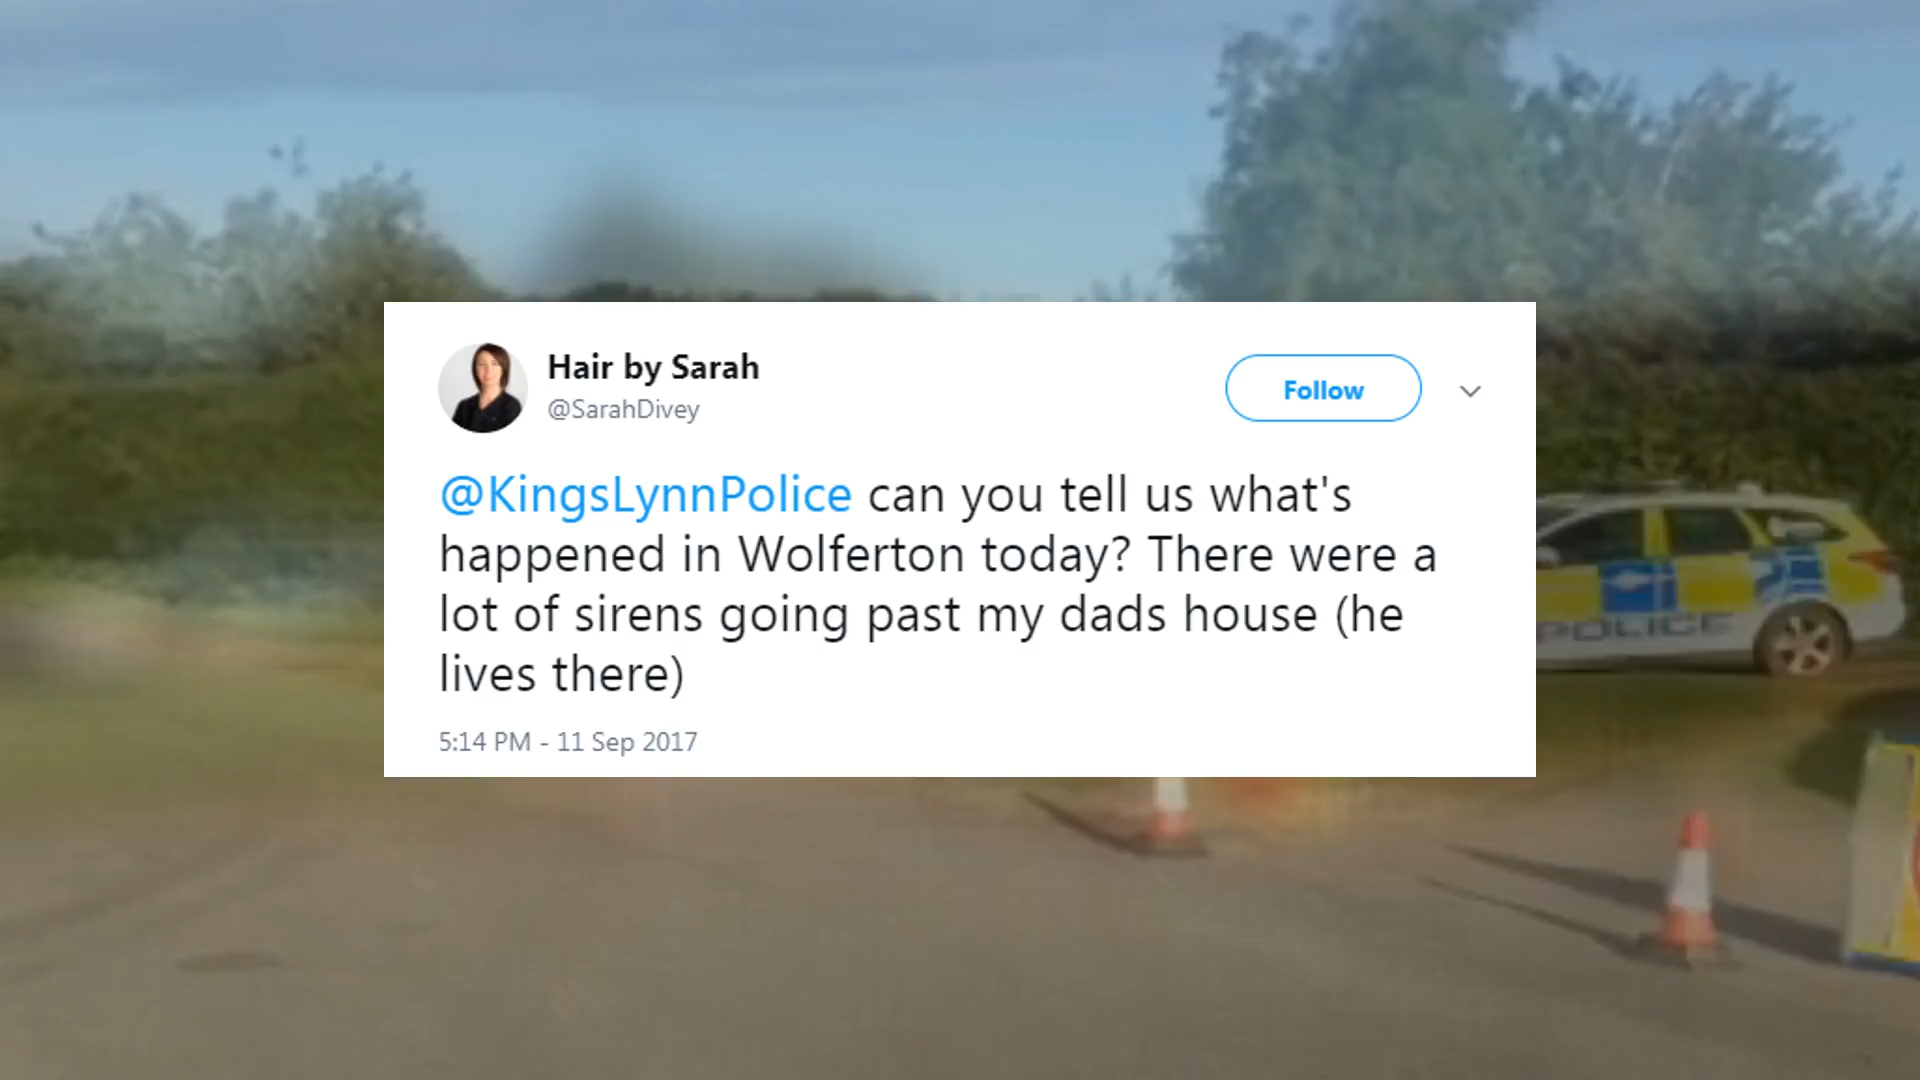 Hair by Sarah
@SarahDivey
Follow
@KingsLynnPolice can you tell us what's
happened in Wolferton today? There were a
lot of sirens going past my dads house (he
lives there)
5:14 PM - 11 Sep 2017
POLICE